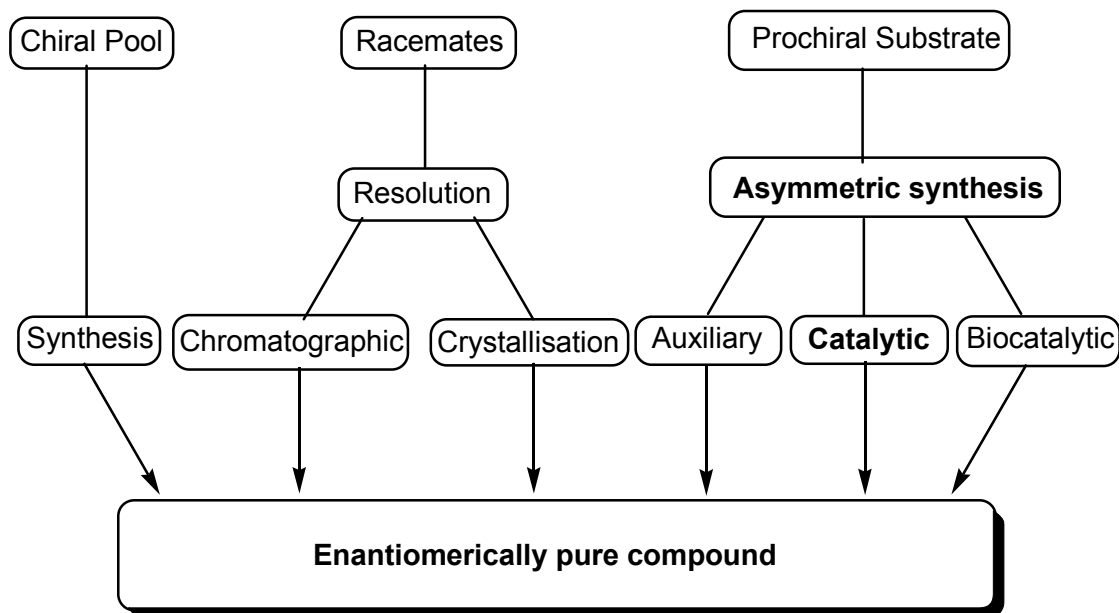 Chiral Pool
Racemates
Prochiral Substrate
Resolution
Asymmetric synthesis
Synthesis
Chromatographic
Crystallisation
Auxiliary
Catalytic
Biocatalytic
Enantiomerically pure compound